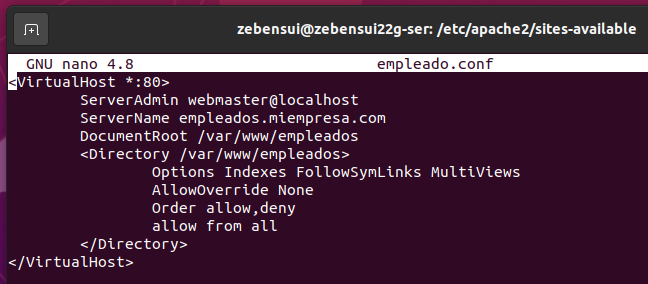 zebensui@zebensui22g-ser: /etc/apache2/sites-available
GNU nano 4.8 empleado.conf
<VirtualHost *:80>
ServerAdmin webmaster@localhost
ServerName empleados.miempresa.com
DocumentRoot /var/www/empleados
<Directory /var/www/empleados>
Options Indexes FollowSymLinks MultiViews
AllowOverride None
Order allow,deny
allow from all
</Directory>
</VirtualHost>